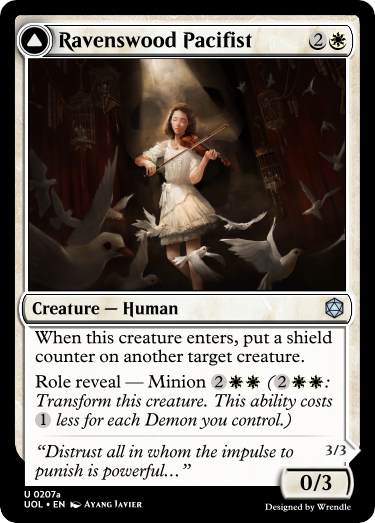 Ravenswood Pacifist 2
Creature — Human
When this creature enters, put a shield
counter on another target creature.
Role reveal — Minion 2 (2:
Transform this creature. This ability costs
1 less for each Demon you control.)
“Distrust all in whom the impulse to
punish is powerful…”
3/3
0/3
U 0207a
UOL • EN Ayang Javier
Designed by Wrendle